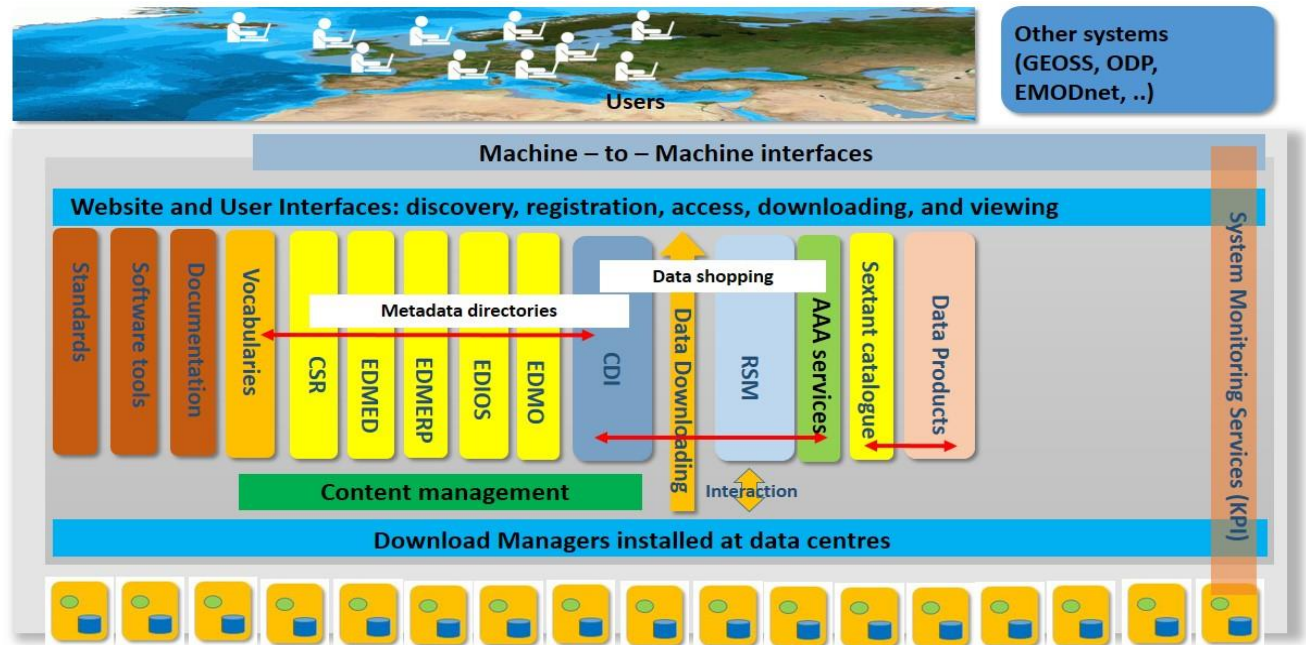 Users
Other systems
(GEOSS, ODP,
EMODnet, ..)
Machine – to – Machine interfaces
Website and User Interfaces: discovery, registration, access, downloading, and viewing
Standards
Software tools
Documentation
Vocabularies
CSR
EDMED
EDMERP
EDIOS
EDMO
Metadata directories
CDI
Data shopping
Data Downloading
RSM
AAA services
Sextant catalogue
Data Products
System Monitoring Services (KPI)
Content management
Interaction
Download Managers installed at data centres